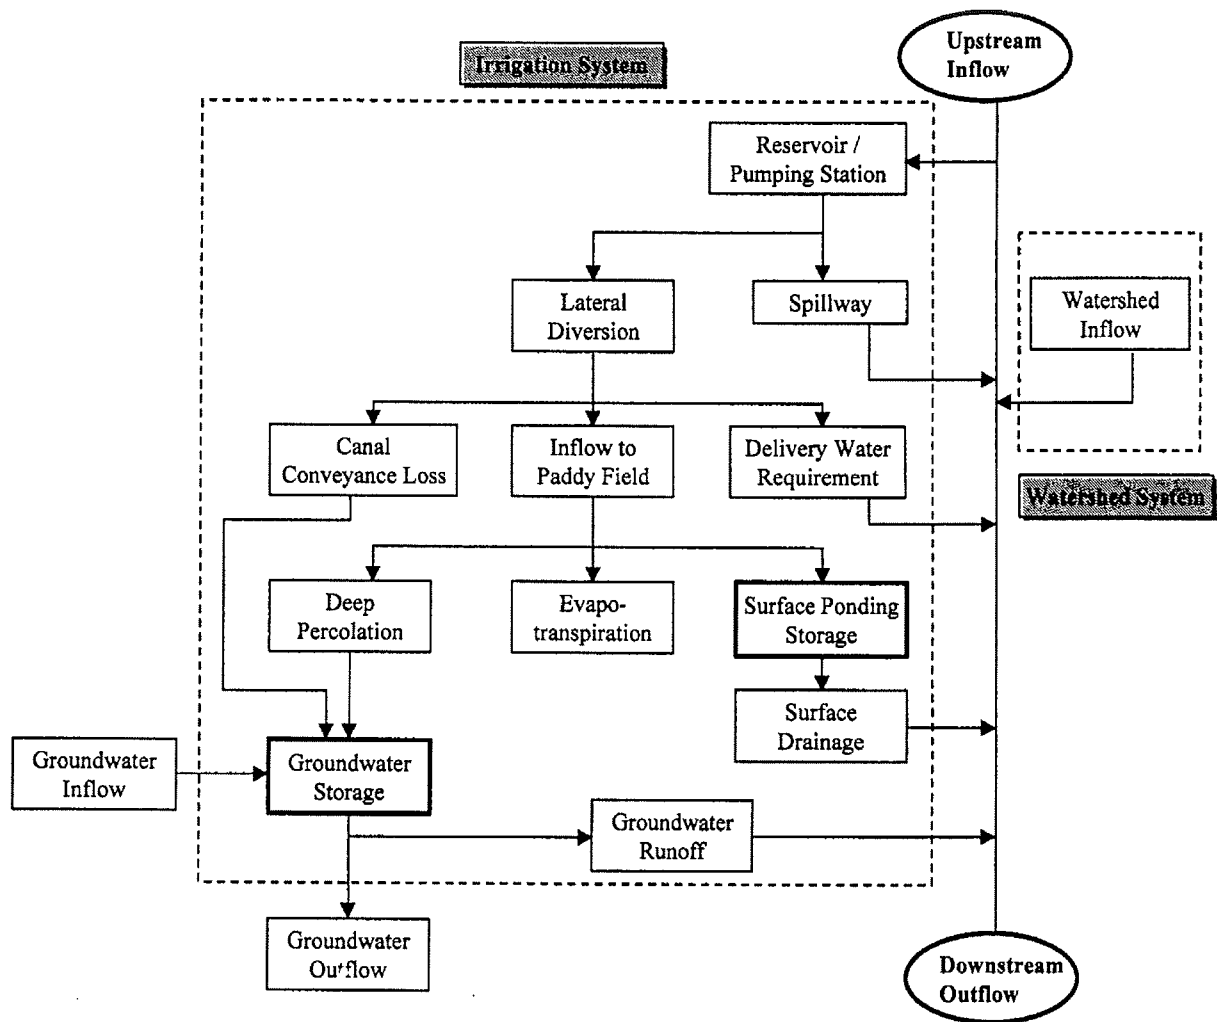 Upstream
Inflow
Irrigation System
Reservoir /
Pumping Station
Lateral
Diversion
Spillway
Watershed
Inflow
Canal
Conveyance Loss
Inflow to
Paddy Field
Delivery Water
Requirement
Watershed System
Deep
Percolation
Evapo-
transpiration
Surface Ponding
Storage
Surface
Drainage
Groundwater
Inflow
Groundwater
Storage
Groundwater
Runoff
Groundwater
Outflow
Downstream
Outflow